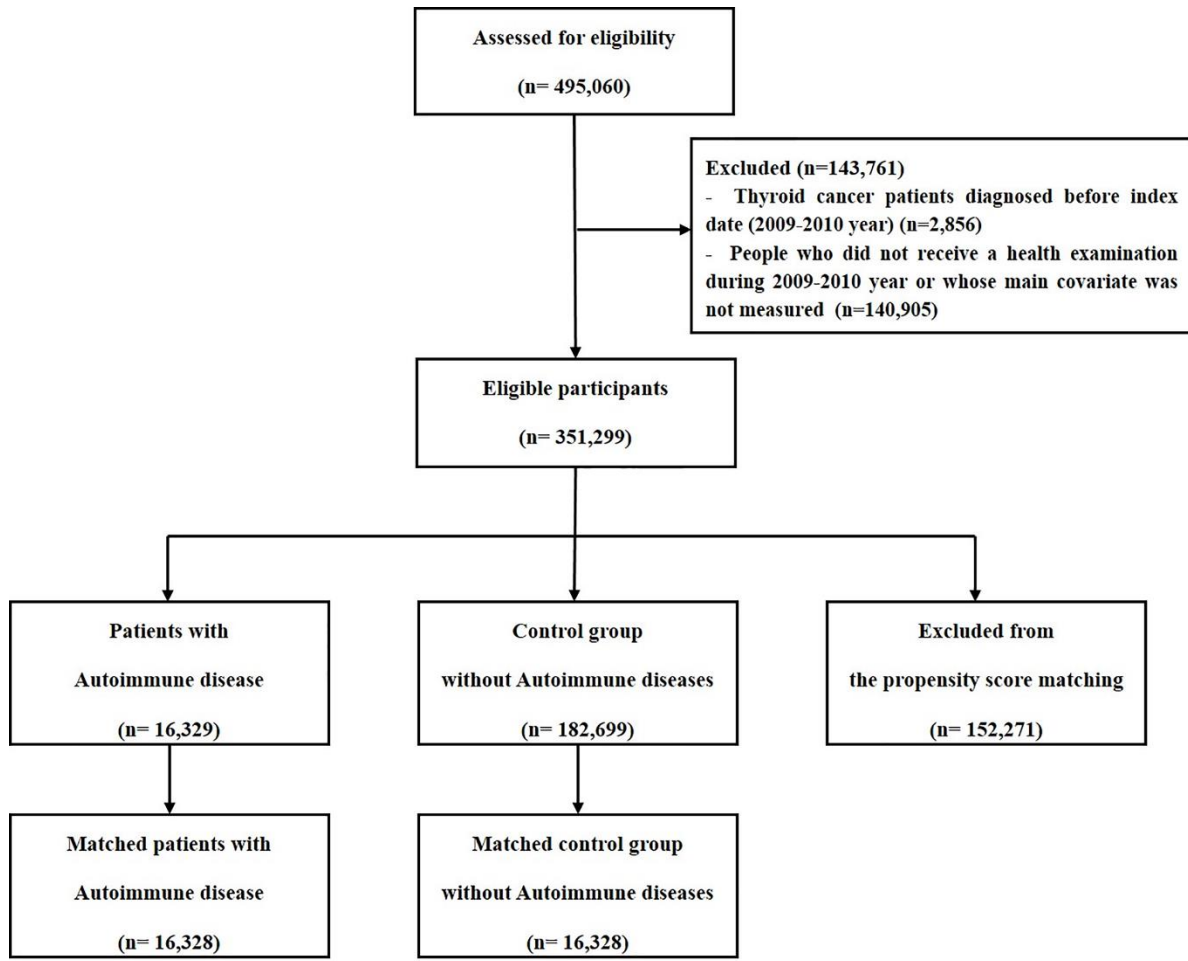 Assessed for eligibility
(n= 495,060)
Excluded (n=143,761)
- Thyroid cancer patients diagnosed before index
date (2009-2010 year) (n=2,856)
- People who did not receive a health examination
during 2009-2010 year or whose main covariate was
not measured (n=140,905)
Eligible participants
(n= 351,299)
Patients with
Autoimmune disease
(n= 16,329)
Control group
without Autoimmune diseases
(n= 182,699)
Excluded from
the propensity score matching
(n= 152,271)
Matched patients with
Autoimmune disease
(n= 16,328)
Matched control group
without Autoimmune diseases
(n= 16,328)